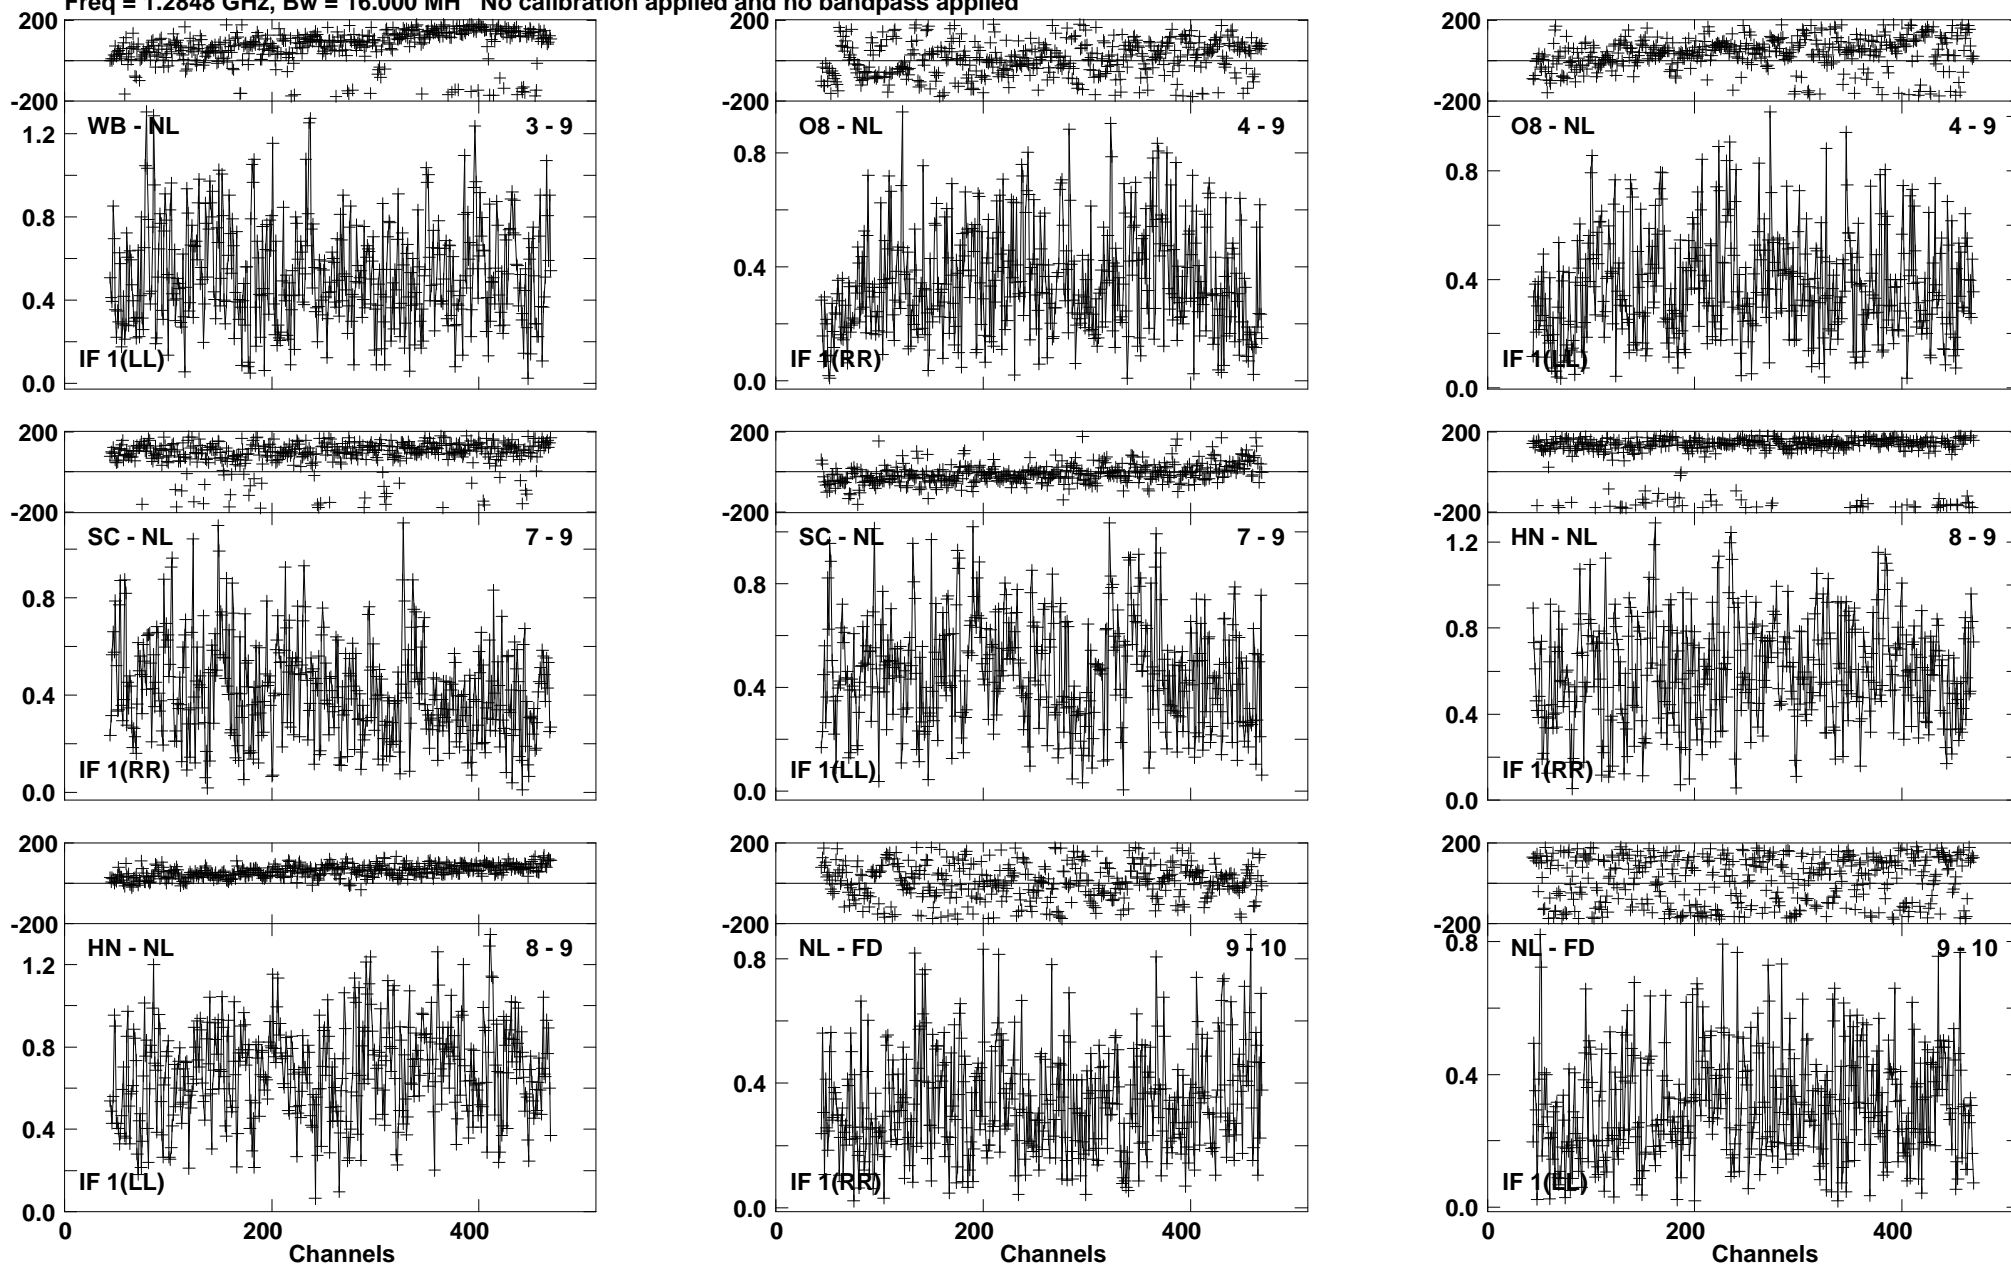 Freq = 1.2848 GHz, Bw = 16.000 MH No calibration applied and no bandpass applied
200 200 200
-200 -200 -200
WB - NL 3 - 9 O8 - NL 4 - 9 O8 - NL 4 - 9
1.2
0.8 0.8 0.8
0.4 0.4 0.4
IF 1(LL) IF 1(RR) IF 1(LL)
0.0 0.0 0.0
200 200 200
-200 -200 -200
SC - NL 7 - 9 SC - NL 7 - 9 HN - NL 8 - 9
1.2
0.8 0.8 0.8
0.4 0.4 0.4
IF 1(RR) IF 1(LL) IF 1(RR)
0.0 0.0 0.0
200 200 200
-200 -200 -200
HN - NL 8 - 9 NL - FD 9 - 10 NL - FD 9 - 10
1.2 0.8 0.8
0.8
0.4 0.4 0.4
IF 1(LL) IF 1(RR) IF 1(LL)
0.0 0.0 0.0
0 200 400 0 200 400 0 200 400
Channels Channels Channels